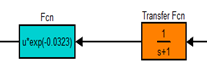 Fcn
Transfer Fcn
u*exp(-0.0323)
1
s+1